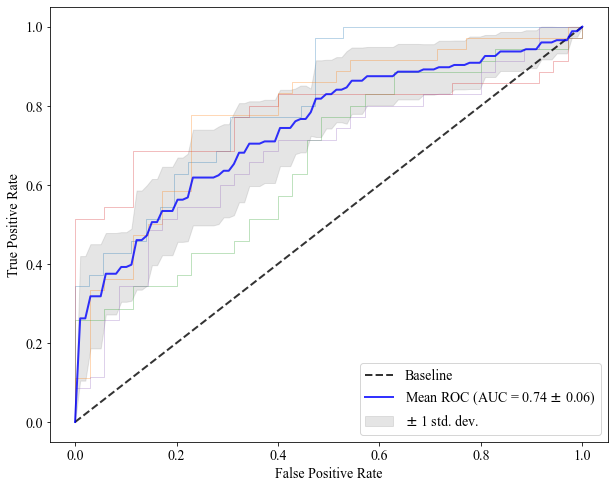 1.0
0.8
0.6
0.4
0.2
0.0
True Positive Rate
0.0 0.2 0.4 0.6 0.8 1.0
False Positive Rate
Baseline
Mean ROC (AUC = 0.74 ± 0.06)
± 1 std. dev.